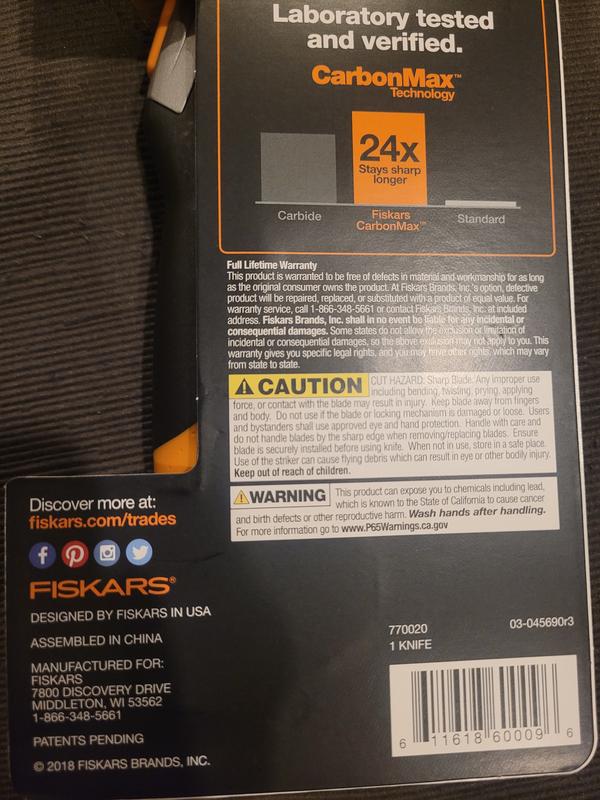 Laboratory tested
and verified.
CarbonMax™
Technology
24x
Stays sharp
longer
Carbide
Fiskars
CarbonMax™
Standard
Full Lifetime Warranty
This product is warranted to be free of defects in material and workmanship for as long
as the original consumer owns the product. At Fiskars Brands, Inc.'s option, defective
product will be repaired, replaced, or substituted with a product of equal value. For
warranty service, call 1-866-348-5661 or contact Fiskars Brands, Inc. at included
address. Fiskars Brands, Inc. shall in no event be liable for any incidental or
consequential damages. Some states do not allow the exclusion or limitation of
incidental or consequential damages, so the above exclusion may not apply to you. This
warranty gives you specific legal rights, and you may have other rights, which may vary
from state to state.
CAUTION CUT HAZARD: Sharp Blade. Any improper use
including bending, twisting, prying, applying
force, or contact with the blade may result in injury. Keep blade away from fingers
and body. Do not use if the blade or locking mechanism is damaged or loose. Users
and bystanders shall use approved eye and hand protection. Handle with care and
do not handle blades by the sharp edge when removing/replacing blades. Ensure
blade is securely installed before using knife. When not in use, store in a safe place.
Use of the striker can cause flying debris which can result in eye or other bodily injury.
Keep out of reach of children.
WARNING This product can expose you to chemicals including lead,
which is known to the State of California to cause cancer
and birth defects or other reproductive harm. Wash hands after handling.
For more information go to www.P65Warnings.ca.gov
Discover more at:
fiskars.com/trades
FISKARS®
DESIGNED BY FISKARS IN USA
ASSEMBLED IN CHINA
MANUFACTURED FOR:
FISKARS
7800 DISCOVERY DRIVE
MIDDLETON, WI 53562
1-866-348-5661
PATENTS PENDING
© 2018 FISKARS BRANDS, INC.
770020
1 KNIFE
03-045690r3
6 11618 60009 6